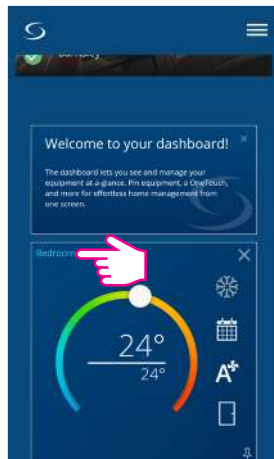 Welcome to your dashboard!
The dashboard lets you see and manage your
equipment at-a-glance. Pin equipment, a OneTouch,
and more for effortless home management from
one screen.
Bedroom
24°
24°
A